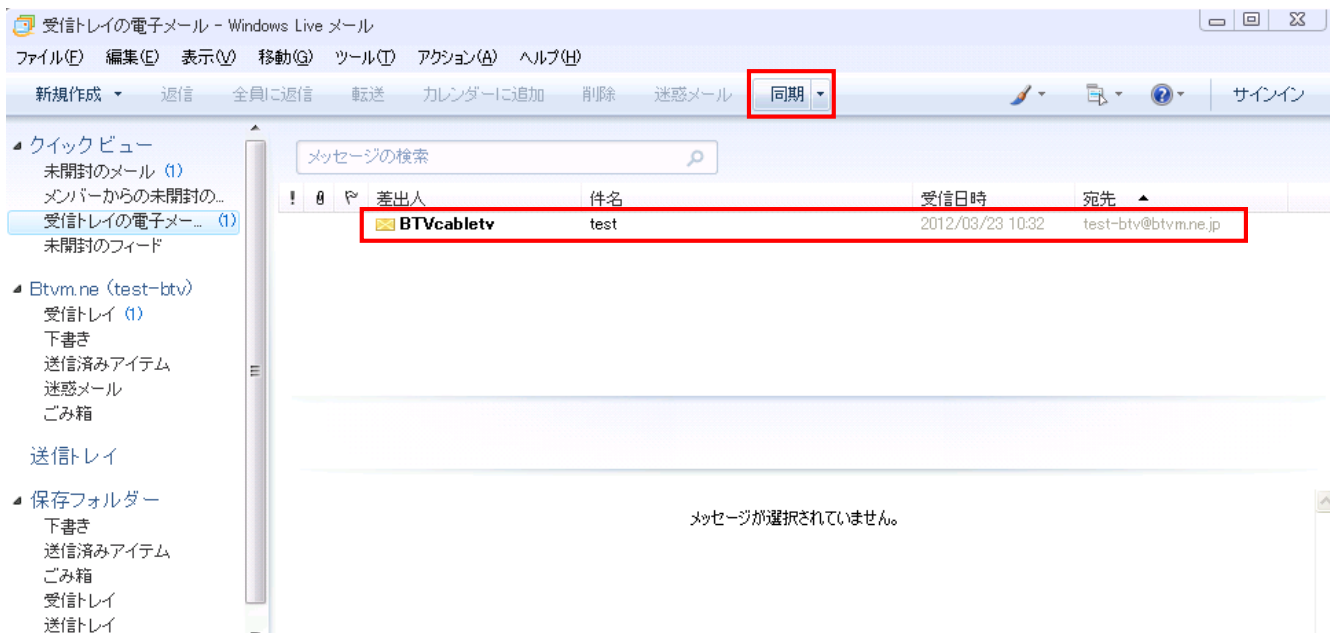 受信トレイの電子メール - Windows Live メール
ファイル(F) 編集(E) 表示(V) 移動(G) ツール(T) アクション(A) ヘルプ(H)
新規作成 返信 全員に返信 転送 カレンダーに追加 削除 迷惑メール 同期 サインイン
クイック ビュー
未開封のメール (1)
メンバーからの未開封の...
受信トレイの電子メー... (1)
未開封のフィード
Btvm.ne (test-btv)
受信トレイ (1)
下書き
送信済みアイテム
迷惑メール
ごみ箱
送信トレイ
保存フォルダー
下書き
送信済みアイテム
ごみ箱
受信トレイ
送信トレイ
メッセージの検索
! 差出人 件名 受信日時 宛先
BTVcabletv test 2012/03/23 10:32 test-btv@btvm.ne.jp
メッセージが選択されていません。